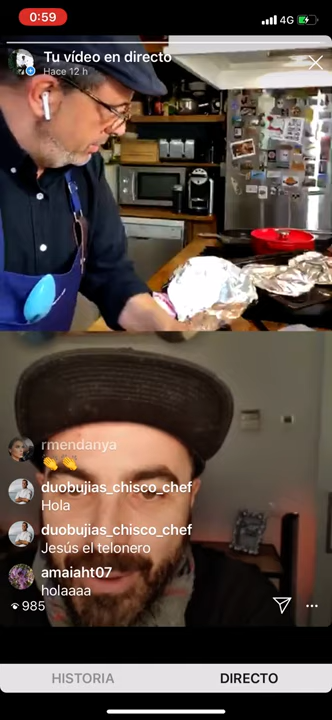 0:59
4G
Tu vídeo en directo
Hace 12 h
rmendanya
👏👏
duobujias_chisco_chef
Hola
duobujias_chisco_chef
Jesús el telonero
amaiaht07
holaaaa
985
HISTORIA
DIRECTO